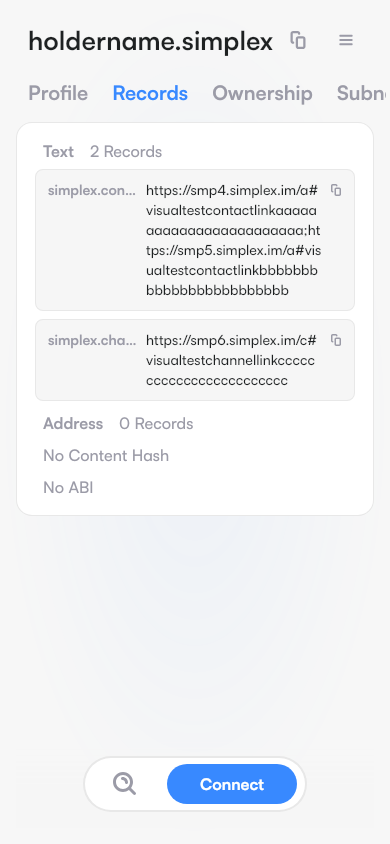 holdername.simplex
Profile Records Ownership Subn
Text 2 Records
simplex.con... https://smp4.simplex.im/a#
visualtestcontactlinkaaaaa
aaaaaaaaaaaaaaaaaaa;ht
tps://smp5.simplex.im/a#vis
ualtestcontactlinkbbbbbbb
bbbbbbbbbbbbbbbbbb
simplex.cha... https://smp6.simplex.im/c#
visualtestchannellinkccccc
ccccccccccccccccccc
Address 0 Records
No Content Hash
No ABI
Connect